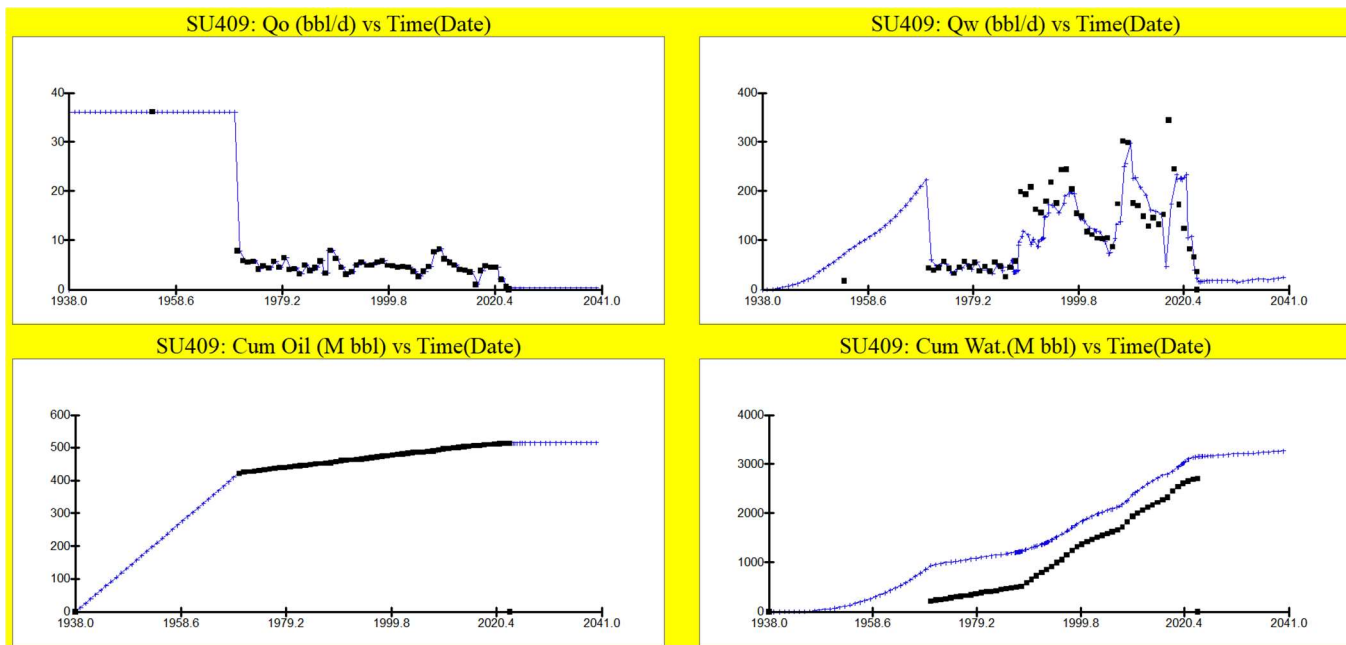 SU409: Qo (bbl/d) vs Time(Date)
40
30
20
10
0
1938.0 1958.6 1979.2 1999.8 2020.4 2041.0
SU409: Qw (bbl/d) vs Time(Date)
400
300
200
100
0
1938.0 1958.6 1979.2 1999.8 2020.4 2041.0
SU409: Cum Oil (M bbl) vs Time(Date)
600
500
400
300
200
100
0
1938.0 1958.6 1979.2 1999.8 2020.4 2041.0
SU409: Cum Wat.(M bbl) vs Time(Date)
4000
3000
2000
1000
0
1938.0 1958.6 1979.2 1999.8 2020.4 2041.0